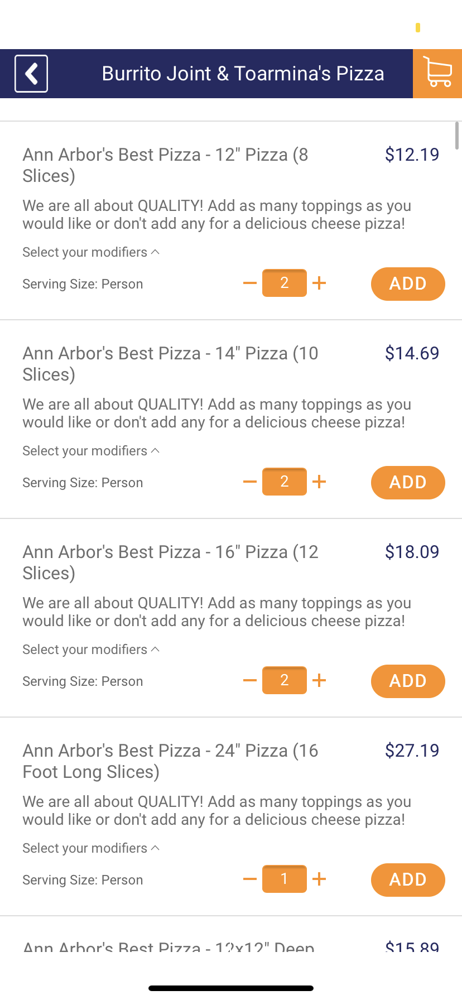 Burrito Joint & Toarmina's Pizza
Ann Arbor's Best Pizza - 12" Pizza (8
Slices)
$12.19
We are all about QUALITY! Add as many toppings as you
would like or don't add any for a delicious cheese pizza!
Select your modifiers
Serving Size: Person
2
ADD
Ann Arbor's Best Pizza - 14" Pizza (10
Slices)
$14.69
We are all about QUALITY! Add as many toppings as you
would like or don't add any for a delicious cheese pizza!
Select your modifiers
Serving Size: Person
2
ADD
Ann Arbor's Best Pizza - 16" Pizza (12
Slices)
$18.09
We are all about QUALITY! Add as many toppings as you
would like or don't add any for a delicious cheese pizza!
Select your modifiers
Serving Size: Person
2
ADD
Ann Arbor's Best Pizza - 24" Pizza (16
Foot Long Slices)
$27.19
We are all about QUALITY! Add as many toppings as you
would like or don't add any for a delicious cheese pizza!
Select your modifiers
Serving Size: Person
1
ADD
Ann Arbor's Best Pizza - 12x12" Deep
$15.89